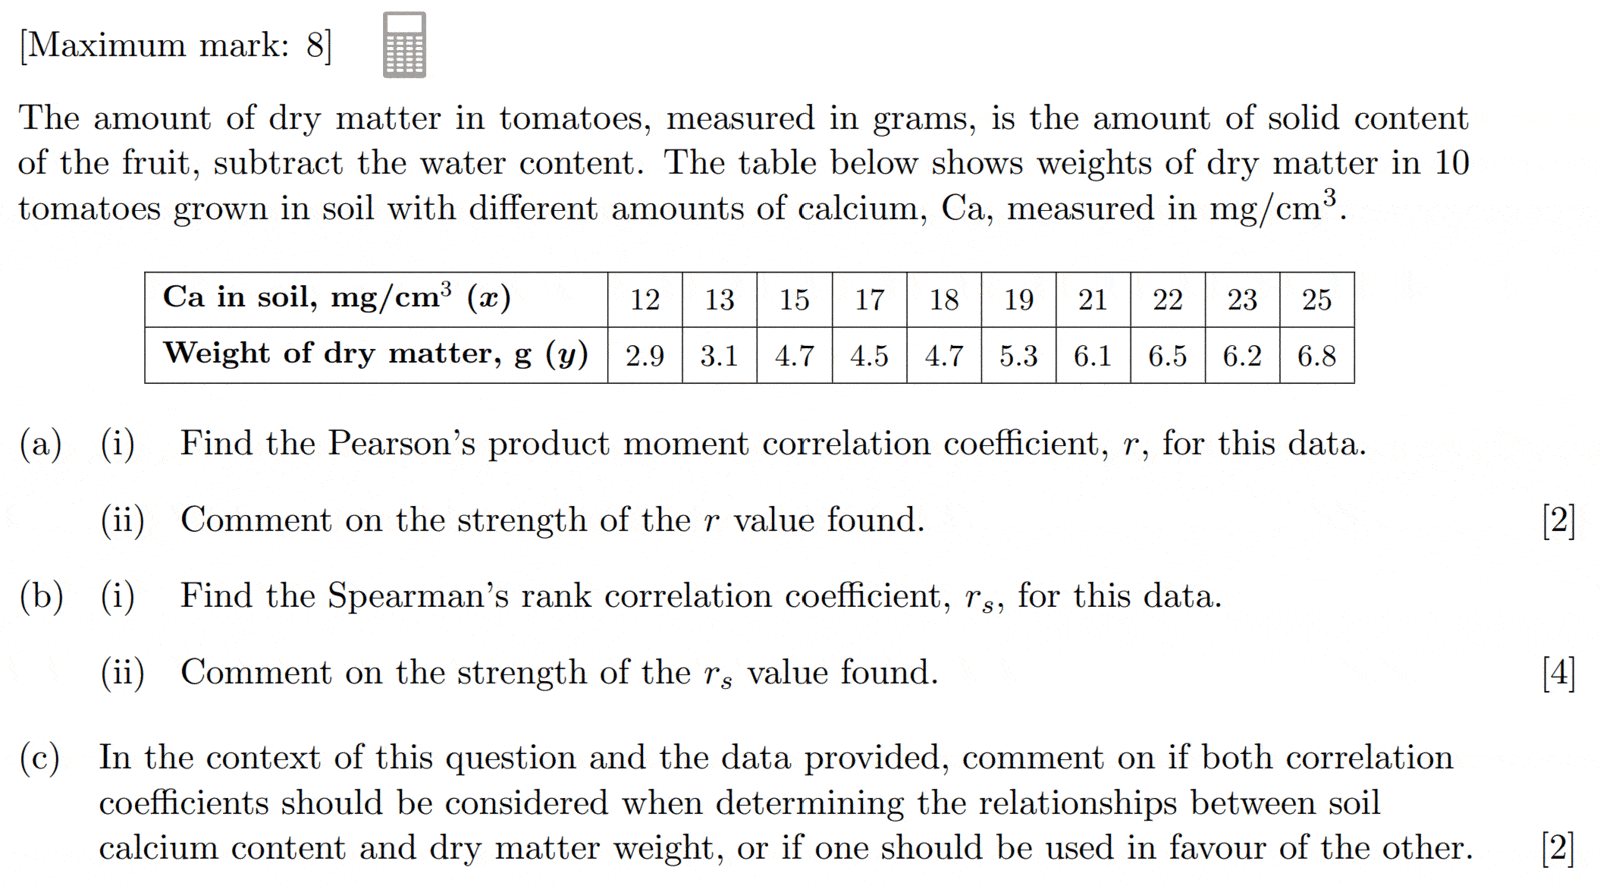 [Maximum mark: 8]
The amount of dry matter in tomatoes, measured in grams, is the amount of solid content
of the fruit, subtract the water content. The table below shows weights of dry matter in 10
tomatoes grown in soil with different amounts of calcium, Ca, measured in mg/cm³.
Ca in soil, mg/cm³ (x) 12 13 15 17 18 19 21 22 23 25
Weight of dry matter, g (y) 2.9 3.1 4.7 4.5 4.7 5.3 6.1 6.5 6.2 6.8
(a) (i) Find the Pearson's product moment correlation coefficient, r, for this data.
(ii) Comment on the strength of the r value found. [2]
(b) (i) Find the Spearman's rank correlation coefficient, rₛ, for this data.
(ii) Comment on the strength of the rₛ value found. [4]
(c) In the context of this question and the data provided, comment on if both correlation
coefficients should be considered when determining the relationships between soil
calcium content and dry matter weight, or if one should be used in favour of the other. [2]